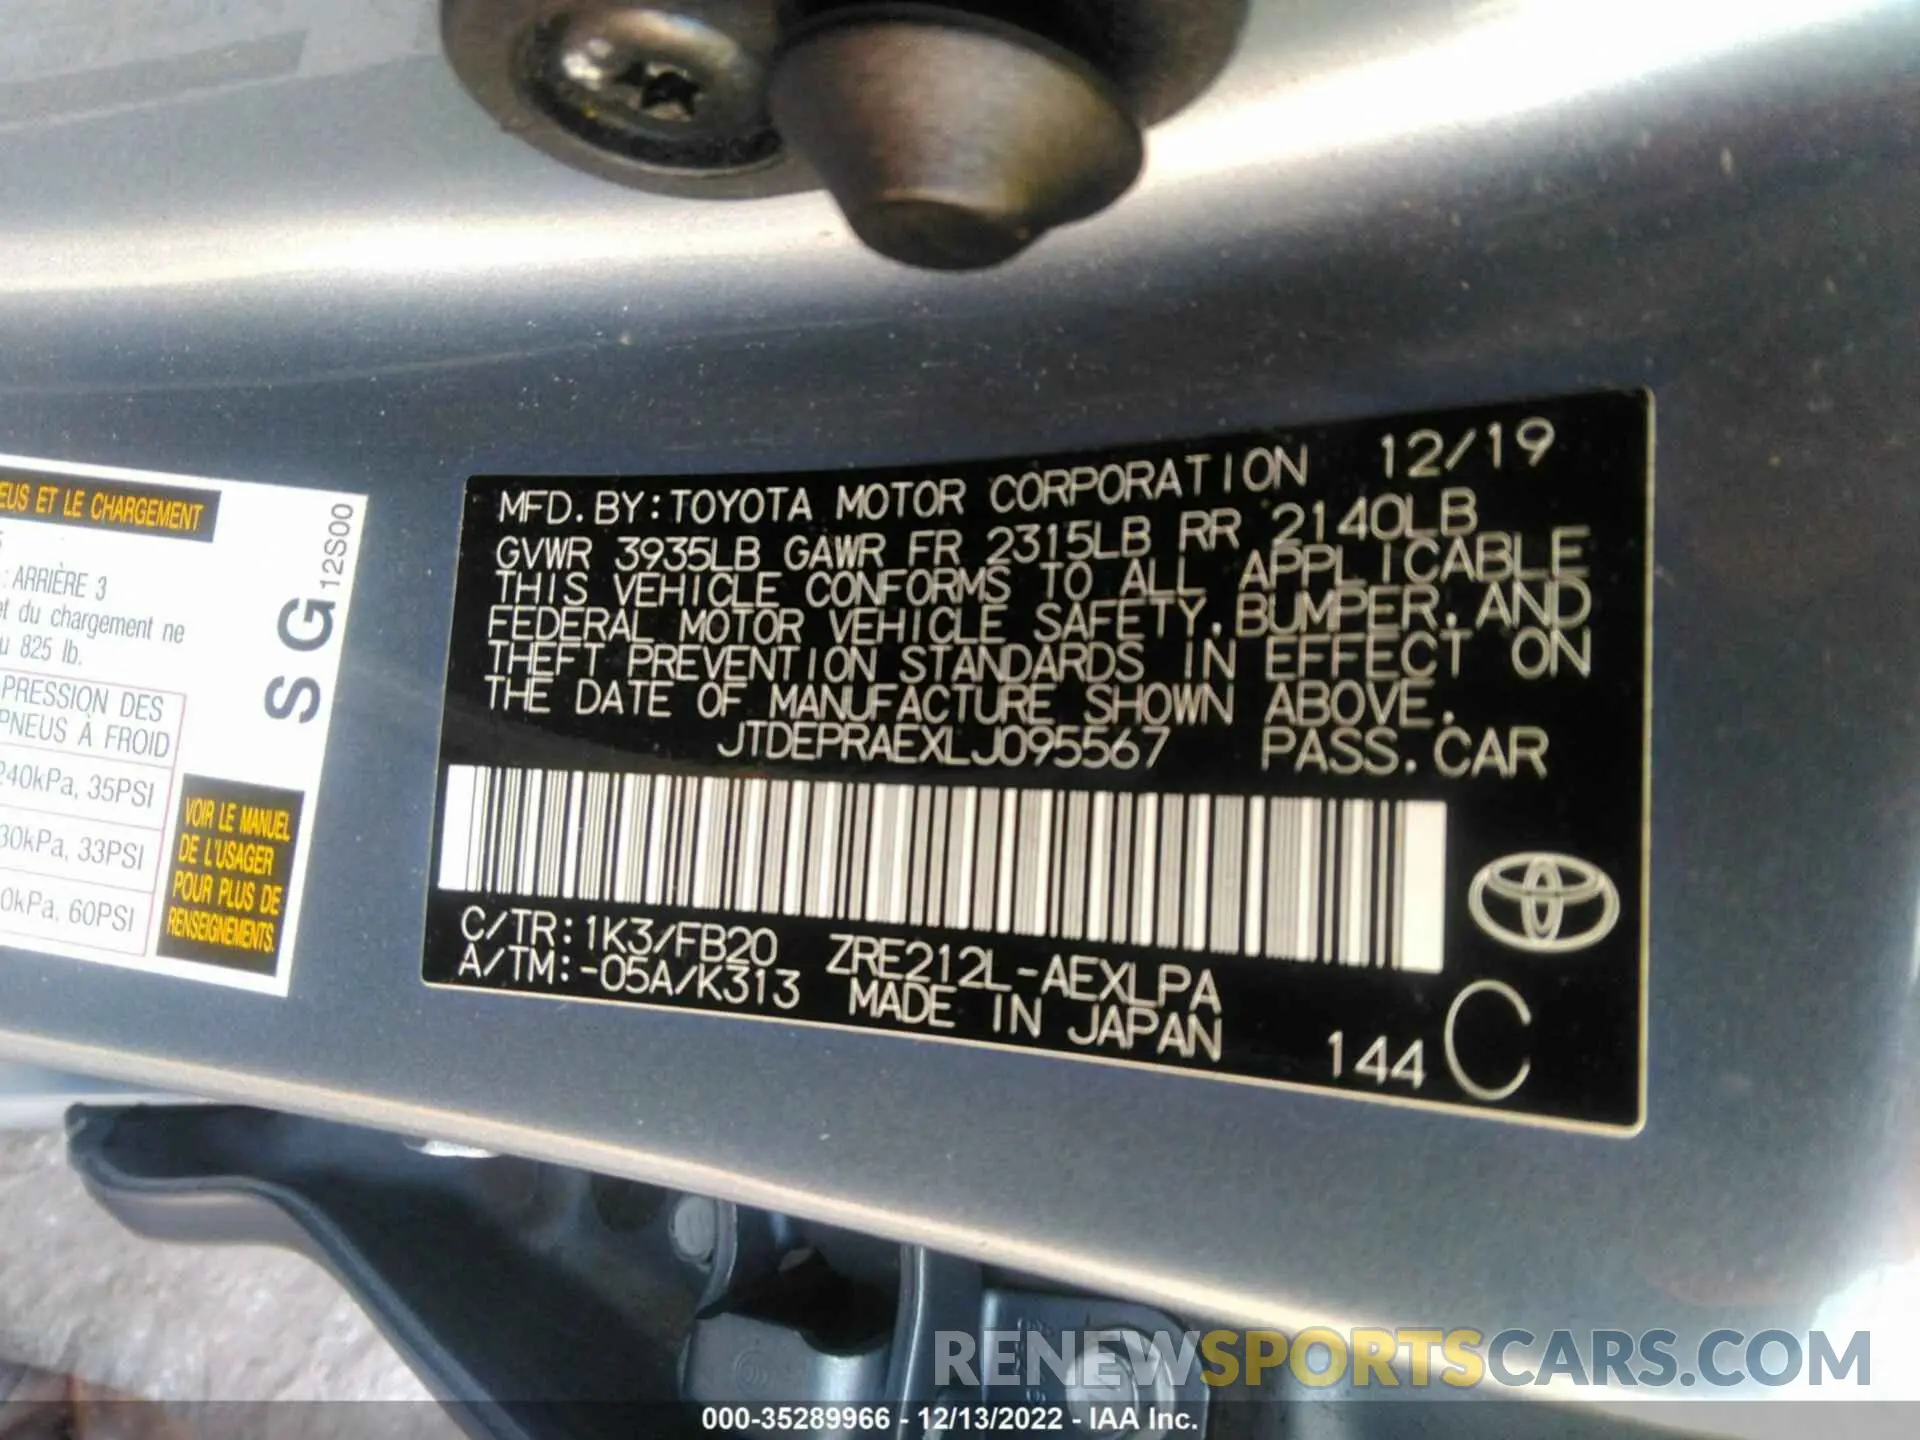 EUS ET LE CHARGEMENT
: ARRIÈRE 3
et du chargement ne
825 lb.
PRESSION DES
PNEUS À FROID
240kPa, 35PSI
30kPa, 33PSI
0kPa, 60PSI
SG 12S00
VOIR LE MANUEL
DE L'USAGER
POUR PLUS DE
RENSEIGNEMENTS.
MFD. BY: TOYOTA MOTOR CORPORATION 12/19
GVWR 3935LB GAWR FR 2315LB RR 2140LB
THIS VEHICLE CONFORMS TO ALL APPLICABLE
FEDERAL MOTOR VEHICLE SAFETY, BUMPER, AND
THEFT PREVENTION STANDARDS IN EFFECT ON
THE DATE OF MANUFACTURE SHOWN ABOVE.
JTDEPRAEXLJ095567 PASS. CAR
C/TR: 1K3/FB20 ZRE212L-AEXLPA
A/TM: -05A/K313 MADE IN JAPAN
144 C
RENEWSPORTSCARS.COM
000-35289966 - 12/13/2022 - IAA Inc.